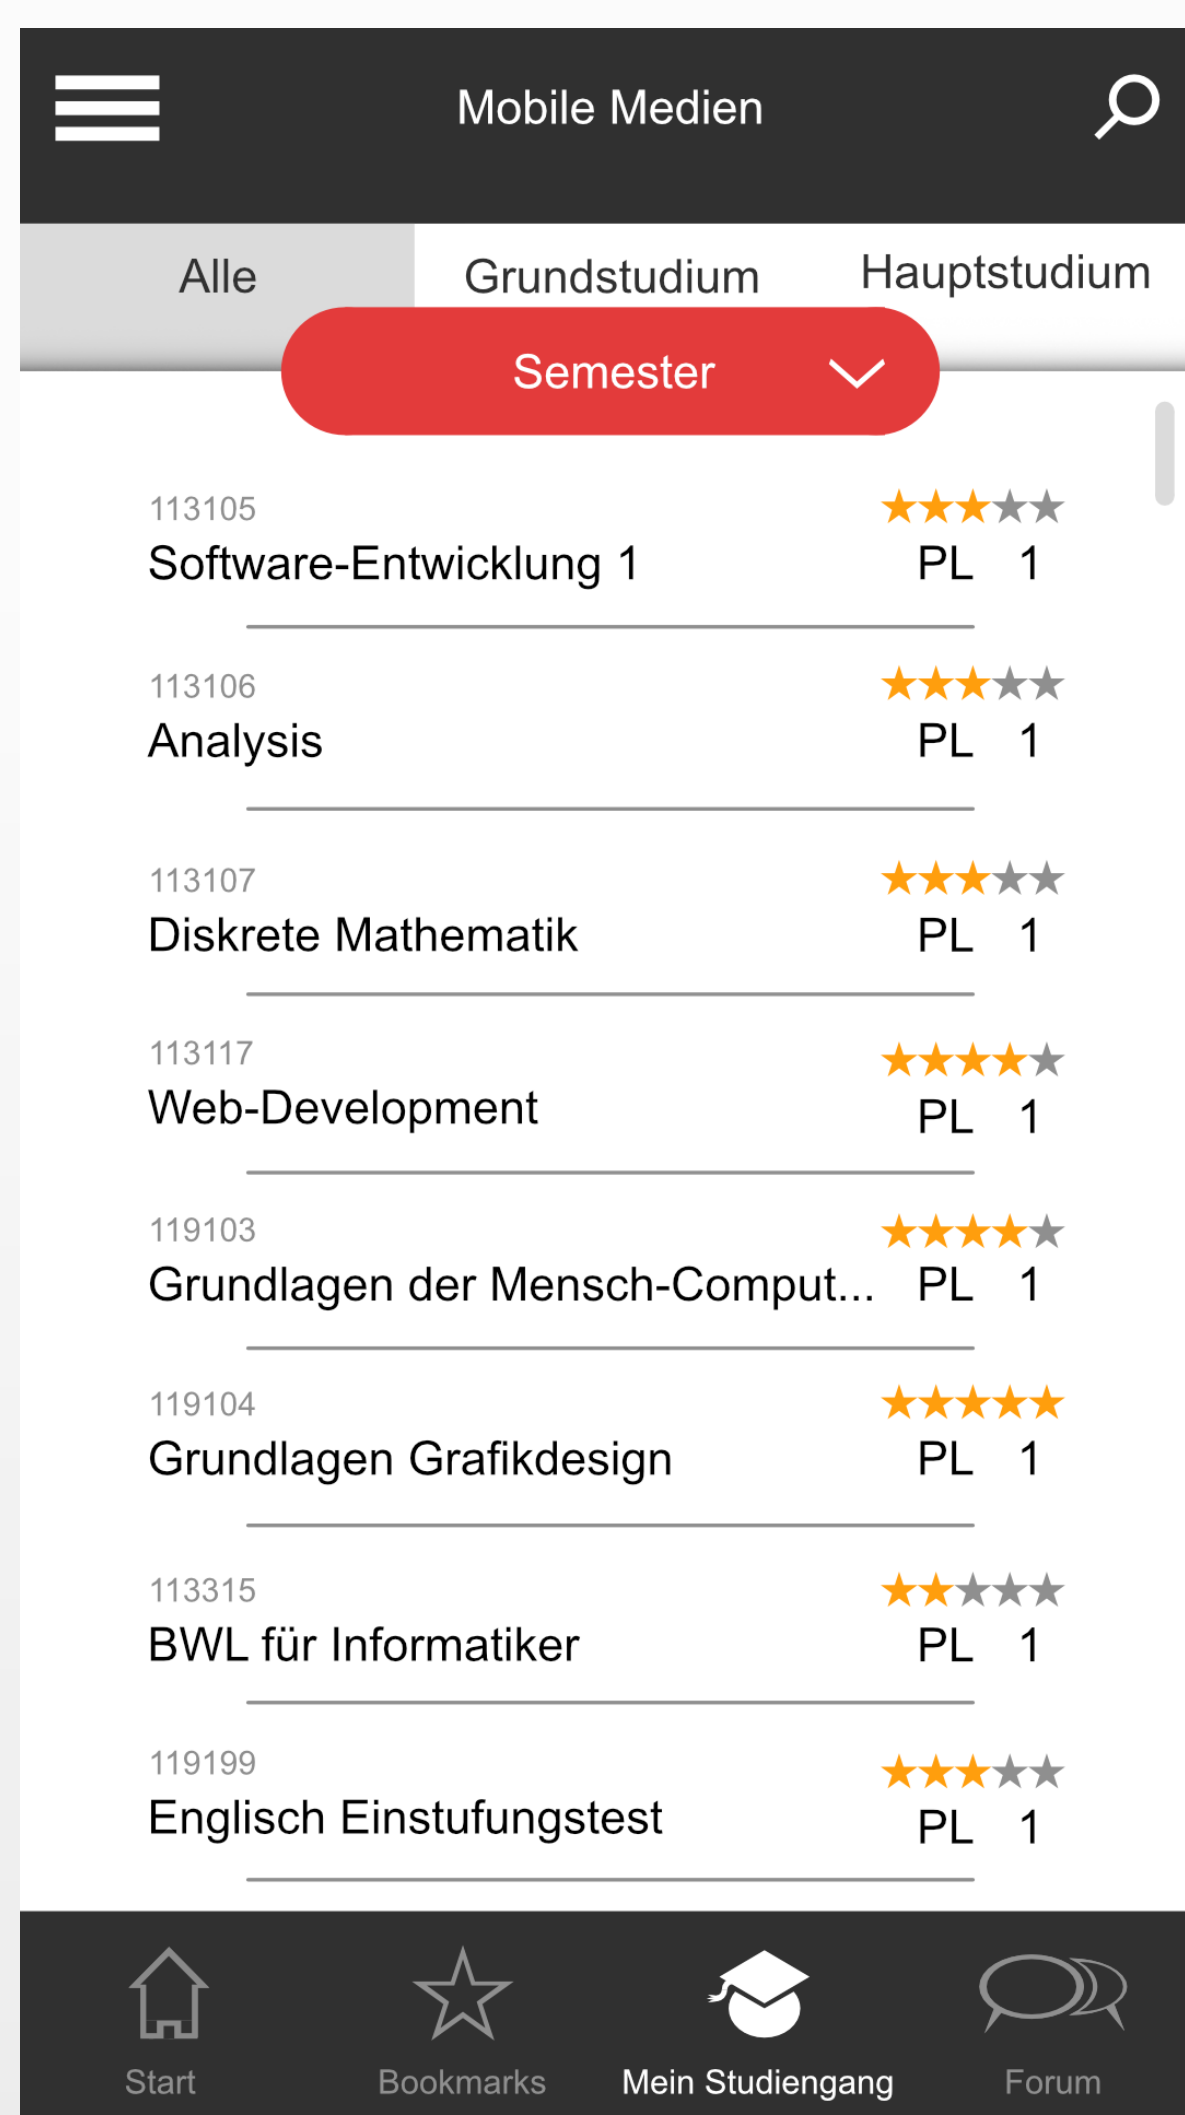 Mobile Medien
Alle Grundstudium Hauptstudium
Semester
113105
Software-Entwicklung 1 PL 1
113106
Analysis PL 1
113107
Diskrete Mathematik PL 1
113117
Web-Development PL 1
119103
Grundlagen der Mensch-Comput... PL 1
119104
Grundlagen Grafikdesign PL 1
113315
BWL für Informatiker PL 1
119199
Englisch Einstufungstest PL 1
Start Bookmarks Mein Studiengang Forum